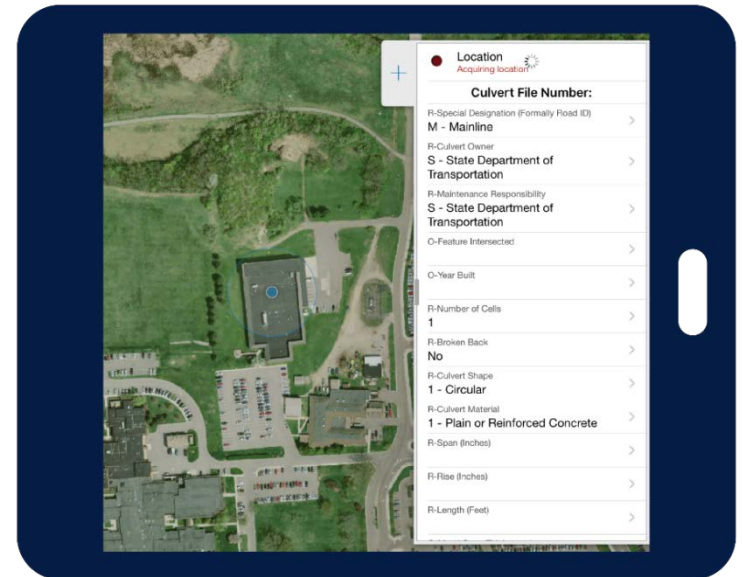 Location
Acquiring location
Culvert File Number:
R-Special Designation (Formally Road ID)
M - Mainline
R-Culvert Owner
S - State Department of
Transportation
R-Maintenance Responsibility
S - State Department of
Transportation
O-Feature Intersected
O-Year Built
R-Number of Cells
1
R-Broken Back
No
R-Culvert Shape
1 - Circular
R-Culvert Material
1 - Plain or Reinforced Concrete
R-Span (Inches)
R-Rise (Inches)
R-Length (Feet)